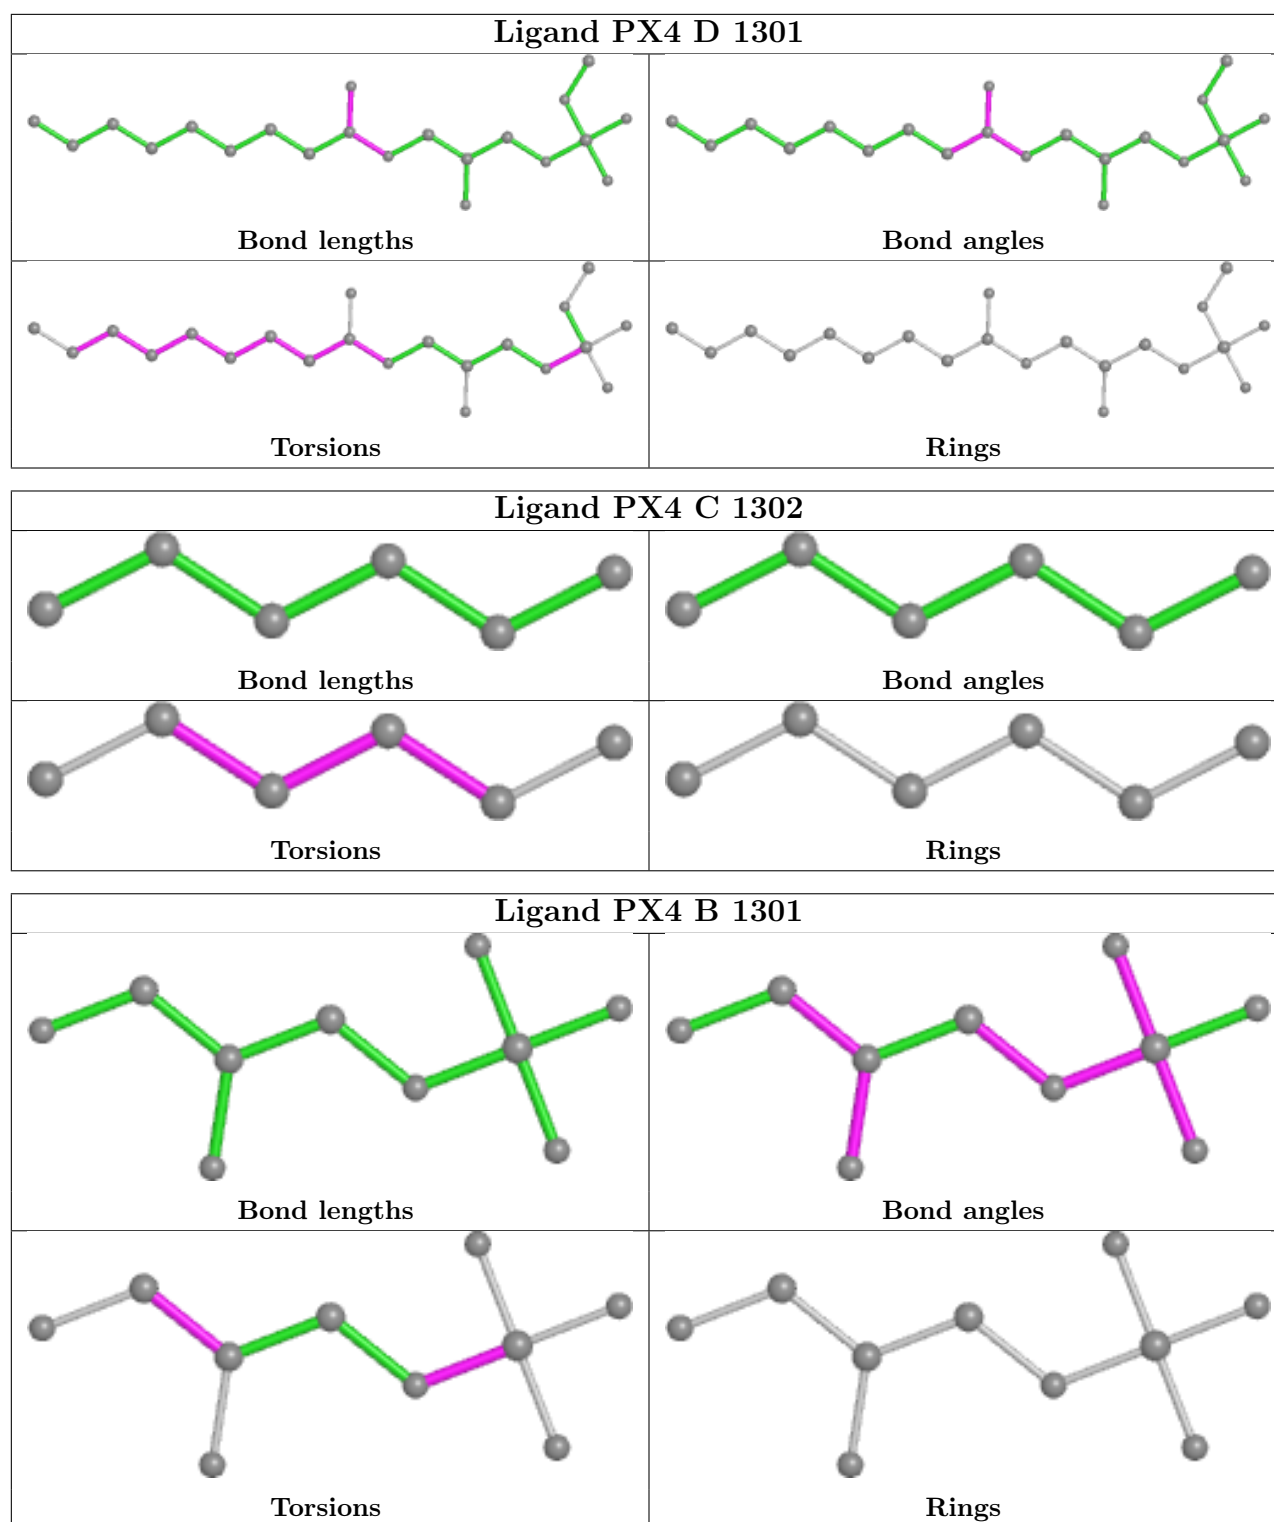 Ligand PX4 D 1301
Bond lengths
Bond angles
Torsions
Rings
Ligand PX4 C 1302
Bond lengths
Bond angles
Torsions
Rings
Ligand PX4 B 1301
Bond lengths
Bond angles
Torsions
Rings